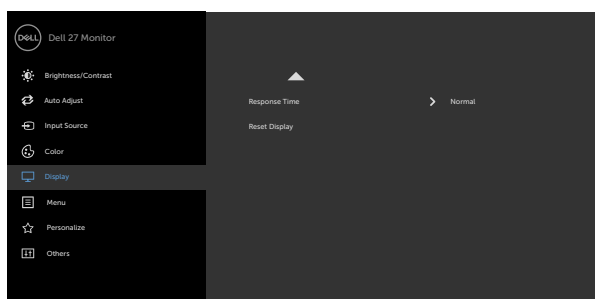 DELL Dell 27 Monitor
Brightness/Contrast
Auto Adjust
Response Time Normal
Input Source
Reset Display
Color
Display
Menu
Personalize
Others